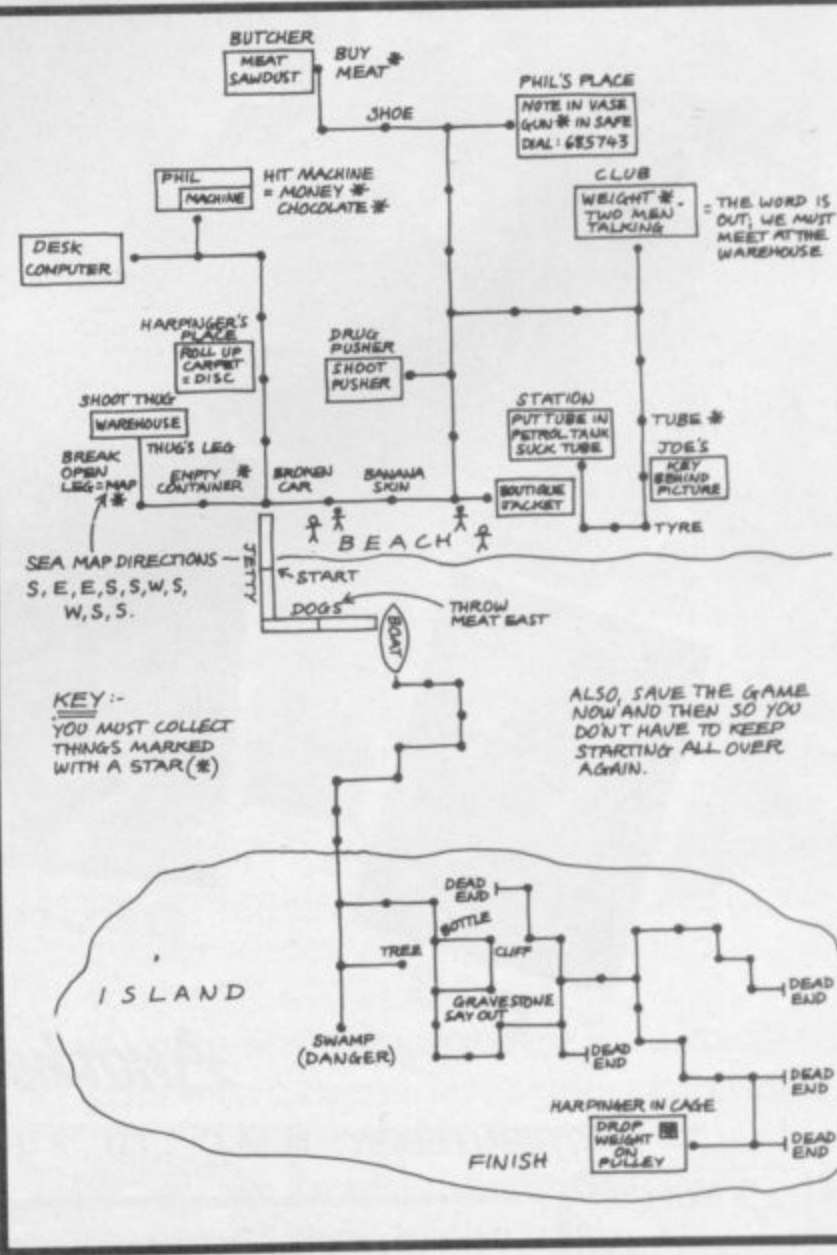 BUTCHER
MEAT
SAWDUST
BUY
MEAT *
SHOE
PHIL'S PLACE
NOTE IN VASE
GUN * IN SAFE
DIAL: 685743
PHIL
MACHINE
HIT MACHINE
= MONEY *
CHOCOLATE *
CLUB
WEIGHT *.
TWO MEN
TALKING
= THE WORD IS
OUT; WE MUST
MEET AT THE
WAREHOUSE
DESK
COMPUTER
HARPINGER'S
PLACE
ROLL UP
CARPET
= DISC
DRUG
PUSHER
SHOOT
PUSHER
SHOOT THUG
WAREHOUSE
THUG'S LEG
BREAK
OPEN
LEG = MAP
*
EMPTY *
CONTAINER
BROKEN
CAR
BANANA
SKIN
BOUTIQUE
JACKET
STATION
PUT TUBE IN
PETROL TANK
SUCK TUBE
TUBE *
JOE'S
KEY
BEHIND
PICTURE
TYRE
BEACH
SEA MAP DIRECTIONS
S, E, E, S, S, W, S,
W, S, S.
JETTY
START
DOGS
THROW
MEAT EAST
BOAT
KEY:-
YOU MUST COLLECT
THINGS MARKED
WITH A STAR (*)
ALSO, SAVE THE GAME
NOW AND THEN SO YOU
DON'T HAVE TO KEEP
STARTING ALL OVER
AGAIN.
ISLAND
DEAD
END
BOTTLE
TREE
CLIFF
GRAVESTONE
SAY OUT
SWAMP
(DANGER)
DEAD
END
DEAD
END
DEAD
END
DEAD
END
HARPINGER IN CAGE
DROP
WEIGHT
ON
PULLEY
FINISH